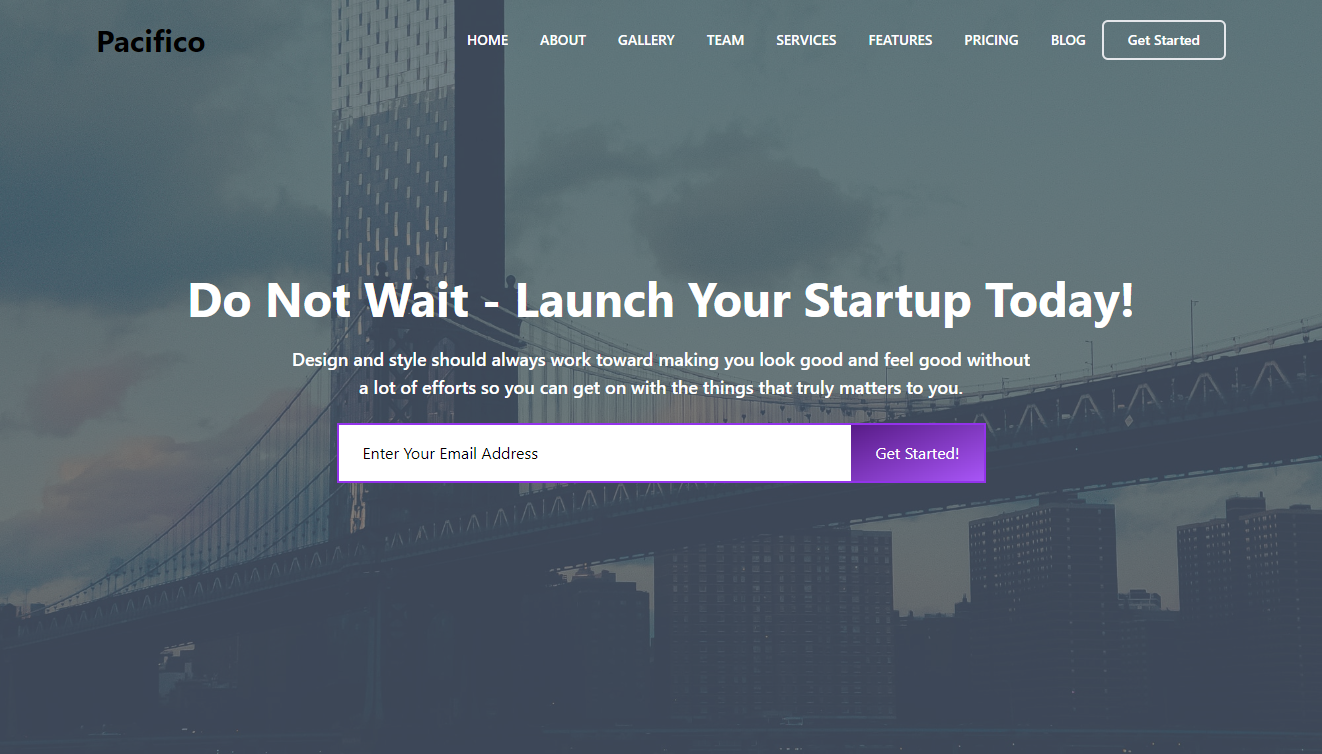 Pacifico
HOME ABOUT GALLERY TEAM SERVICES FEATURES PRICING BLOG Get Started
Do Not Wait - Launch Your Startup Today!
Design and style should always work toward making you look good and feel good without
a lot of efforts so you can get on with the things that truly matters to you.
Enter Your Email Address Get Started!